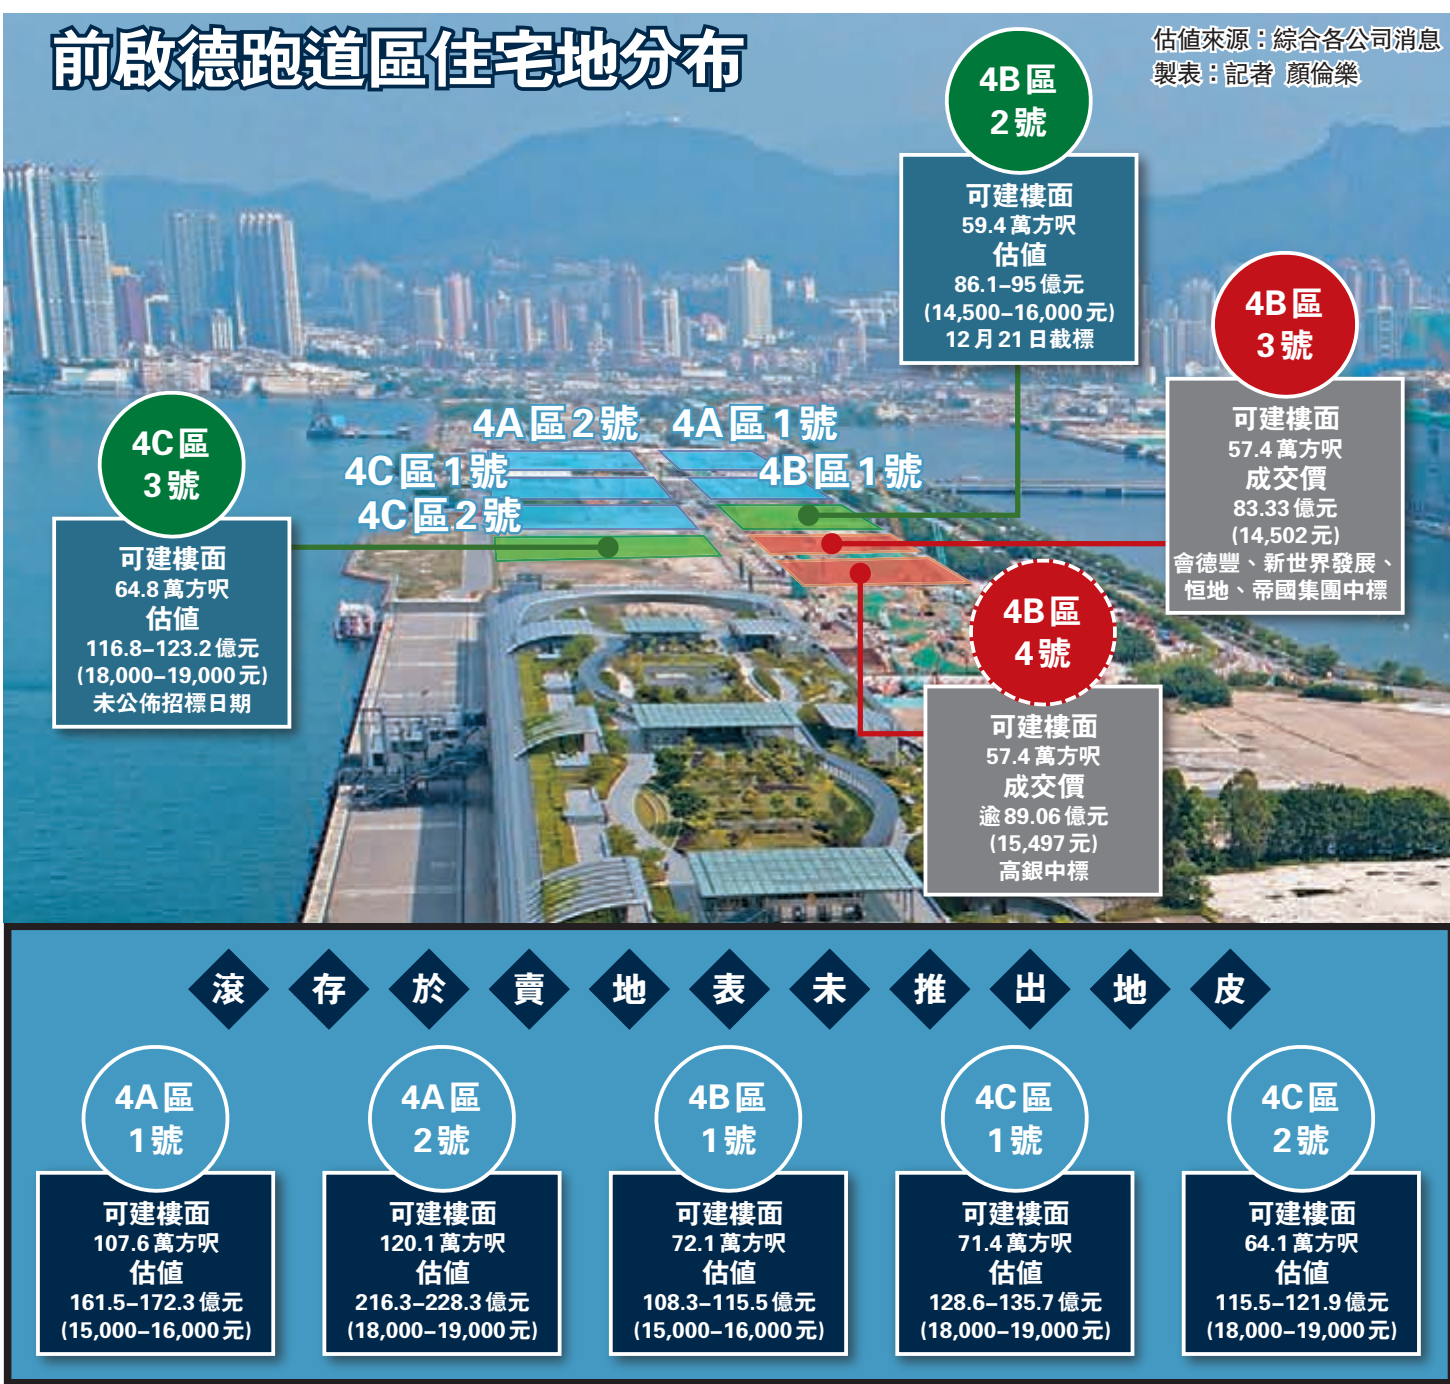 前啟德跑道區住宅地分布
估值來源：綜合各公司消息
製表：記者 顏倫樂
4B區
2號
可建樓面
59.4萬方呎
估值
86.1–95億元
(14,500–16,000元)
12月21日截標
4B區
3號
可建樓面
57.4萬方呎
成交價
83.33億元
(14,502元)
會德豐、新世界發展、
恒地、帝國集團中標
4C區
3號
可建樓面
64.8萬方呎
估值
116.8–123.2億元
(18,000–19,000元)
未公佈招標日期
4A區2號
4A區1號
4C區1號
4B區1號
4C區2號
4B區
4號
可建樓面
57.4萬方呎
成交價
逾89.06億元
(15,497元)
高銀中標
滾存於賣地表未推出地皮
4A區
1號
可建樓面
107.6萬方呎
估值
161.5–172.3億元
(15,000–16,000元)
4A區
2號
可建樓面
120.1萬方呎
估值
216.3–228.3億元
(18,000–19,000元)
4B區
1號
可建樓面
72.1萬方呎
估值
108.3–115.5億元
(15,000–16,000元)
4C區
1號
可建樓面
71.4萬方呎
估值
128.6–135.7億元
(18,000–19,000元)
4C區
2號
可建樓面
64.1萬方呎
估值
115.5–121.9億元
(18,000–19,000元)